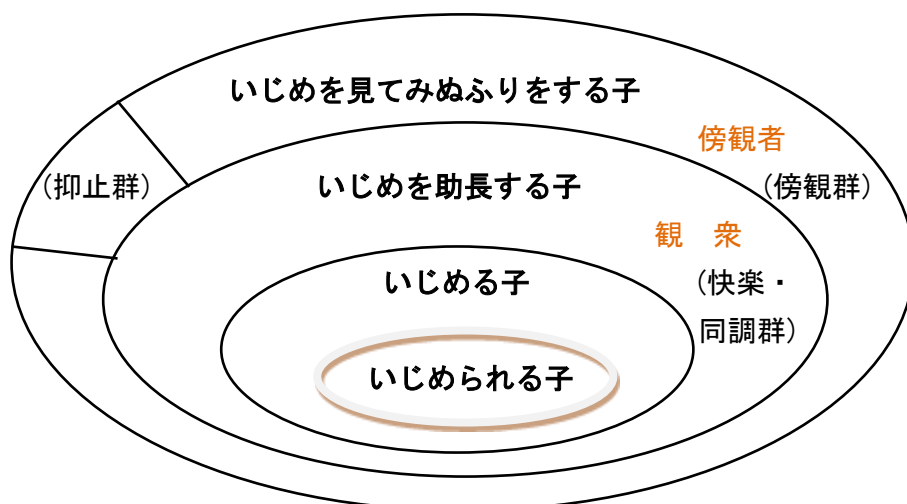 いじめを見てみぬふりをする子
傍観者
(抑止群)
(傍観群)
いじめを助長する子
観　衆
(快楽・
同調群)
いじめる子
いじめられる子